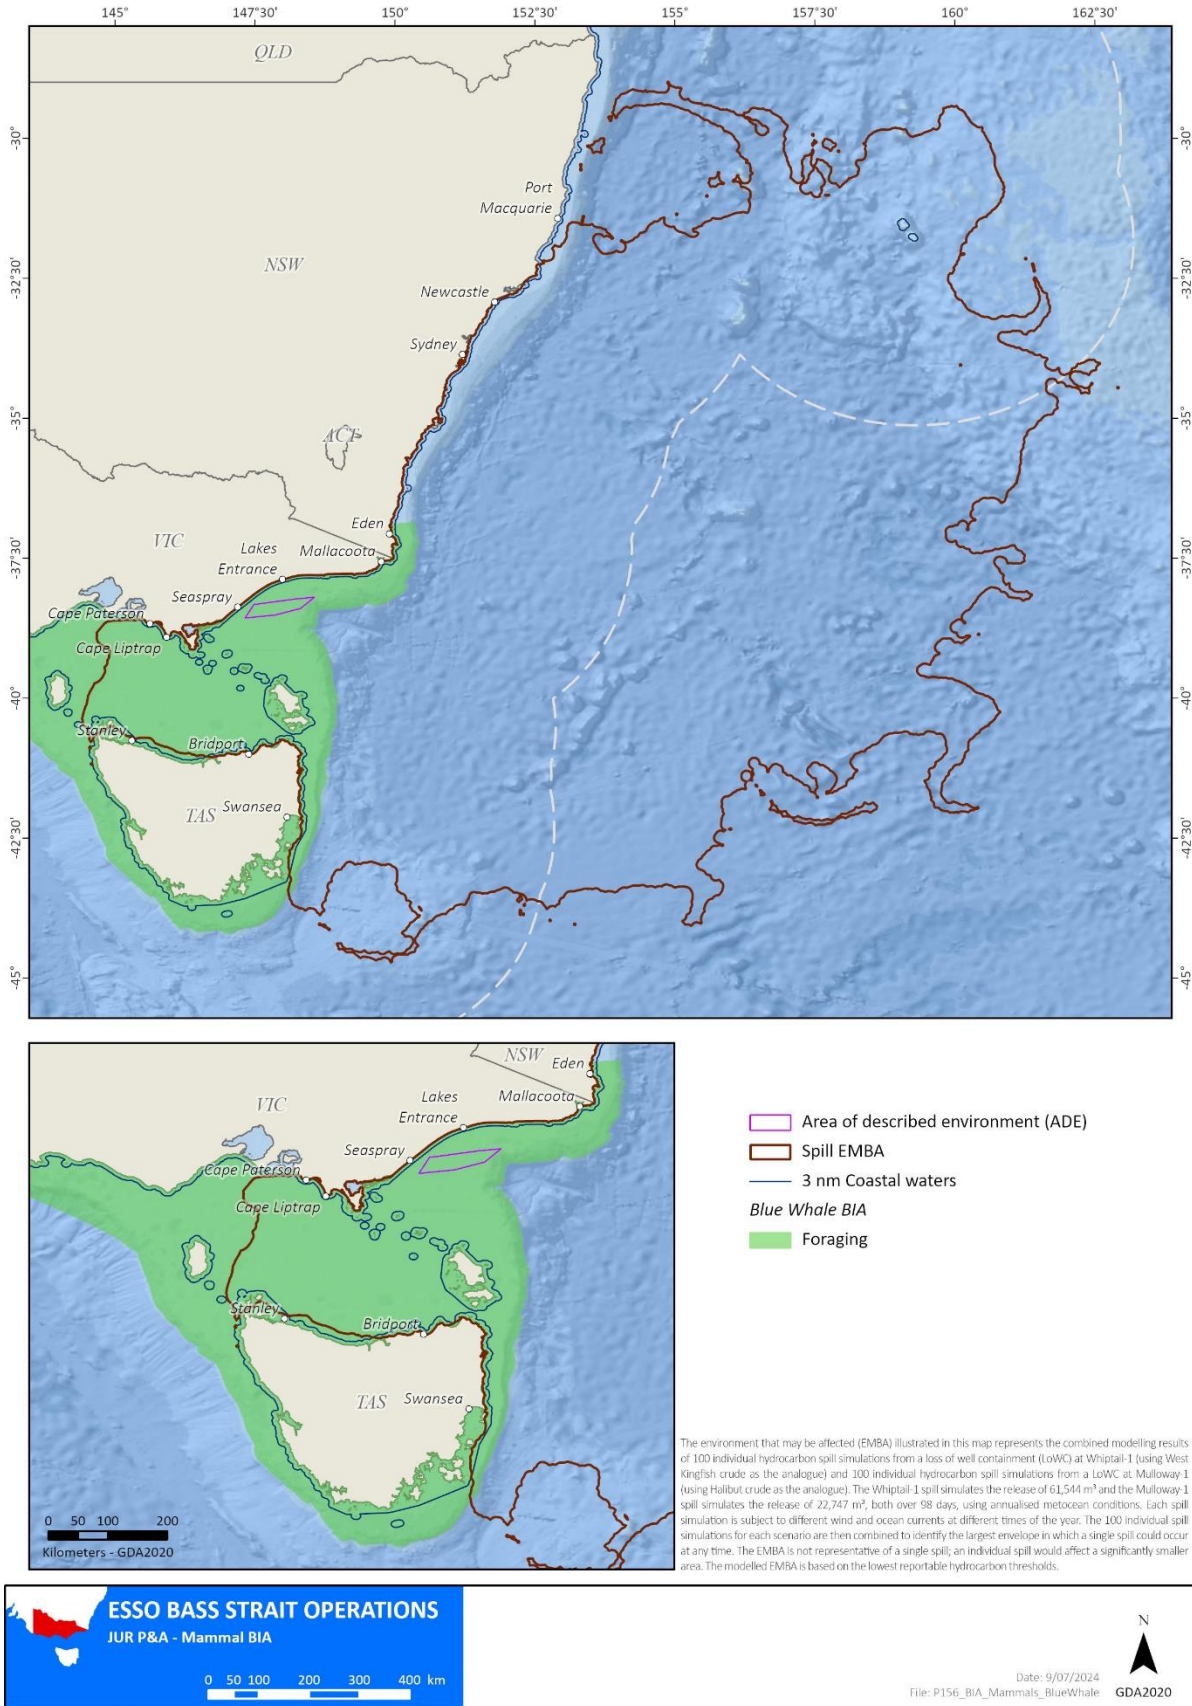 145° 147°30' 150° 152°30' 155° 157°30' 160° 162°30'
QLD
-30° -30°
Port
Macquarie
NSW
-32°30' -32°30'
Newcastle
Sydney
-35° -35°
ACT
Eden
VIC
Lakes
Entrance
Mallacoota
-37°30' -37°30'
Seaspray
Cape Paterson
Cape Liptrap
-40° -40°
Stanley
Bridport
TAS
Swansea
-42°30' -42°30'
-45° -45°
NSW
Eden
Mallacoota
Lakes
Entrance
VIC
Seaspray
Cape Paterson
Cape Liptrap
Stanley
Bridport
TAS
Swansea
0 50 100 200
Kilometers - GDA2020
Area of described environment (ADE)
Spill EMBA
3 nm Coastal waters
Blue Whale BIA
Foraging
The environment that may be affected (EMBA) illustrated in this map represents the combined modelling results
of 100 individual hydrocarbon spill simulations from a loss of well containment (LoWC) at Whiptail-1 (using West
Kingfish crude as the analogue) and 100 individual hydrocarbon spill simulations from a LoWC at Mulloway-1
(using Halibut crude as the analogue). The Whiptail-1 spill simulates the release of 61,544 m³ and the Mulloway-1
spill simulates the release of 22,747 m³, both over 98 days, using annualised metocean conditions. Each spill
simulation is subject to different wind and ocean currents at different times of the year. The 100 individual spill
simulations for each scenario are then combined to identify the largest envelope in which a single spill could occur
at any time. The EMBA is not representative of a single spill; an individual spill would affect a significantly smaller
area. The modelled EMBA is based on the lowest reportable hydrocarbon thresholds.
ESSO BASS STRAIT OPERATIONS
JUR P&A - Mammal BIA
0 50 100 200 300 400 km
N
Date: 9/07/2024
File: P156_BIA_Mammals_BlueWhale GDA2020